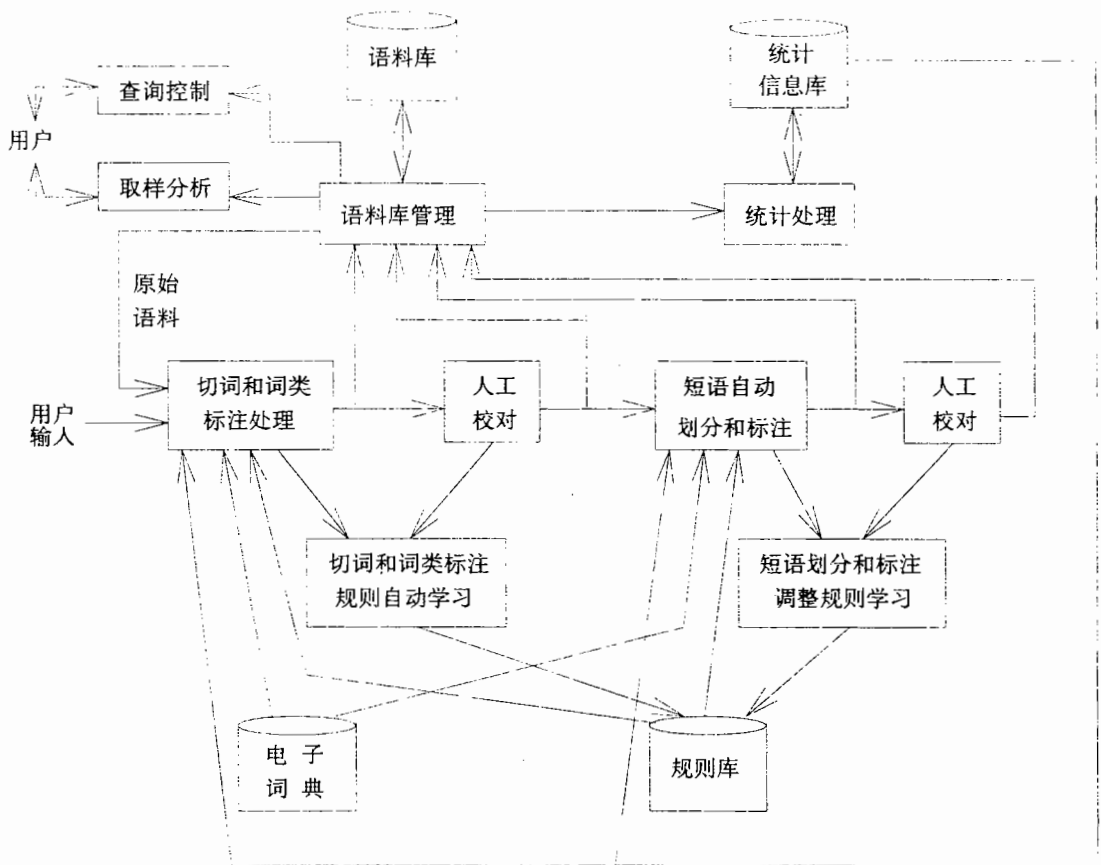 语料库
统计
信息库
查询控制
用户
取样分析
语料库管理
统计处理
原始
语料
切词和词类
标注处理
人工
校对
短语自动
划分和标注
人工
校对
用户
输人
切词和词类标注
规则自动学习
短语划分和标注
调整规则学习
电 子
词 典
规则库